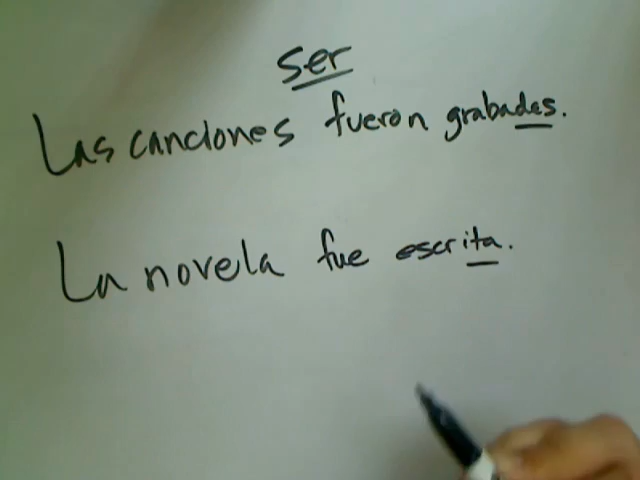 ser
Las canciones fueron grabadas.
La novela fue escrita.